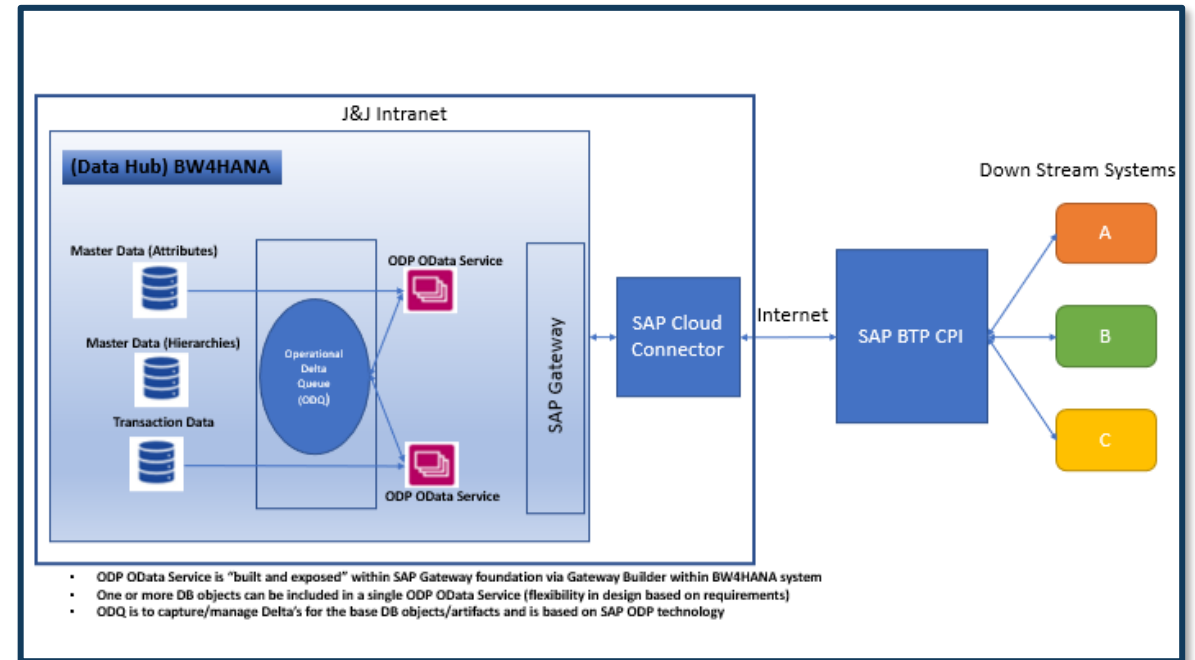 J&J Intranet
(Data Hub) BW4HANA
Down Stream Systems
Master Data (Attributes)
ODP OData Service
A
Internet
SAP Cloud
Connector
SAP BTP CPI
B
Master Data (Hierarchies)
Operational
Delta
Queue
(ODQ)
SAP Gateway
Transaction Data
C
ODP OData Service
• ODP OData Service is “built and exposed” within SAP Gateway foundation via Gateway Builder within BW4HANA system
• One or more DB objects can be included in a single ODP OData Service (flexibility in design based on requirements)
• ODQ is to capture/manage Delta’s for the base DB objects/artifacts and is based on SAP ODP technology